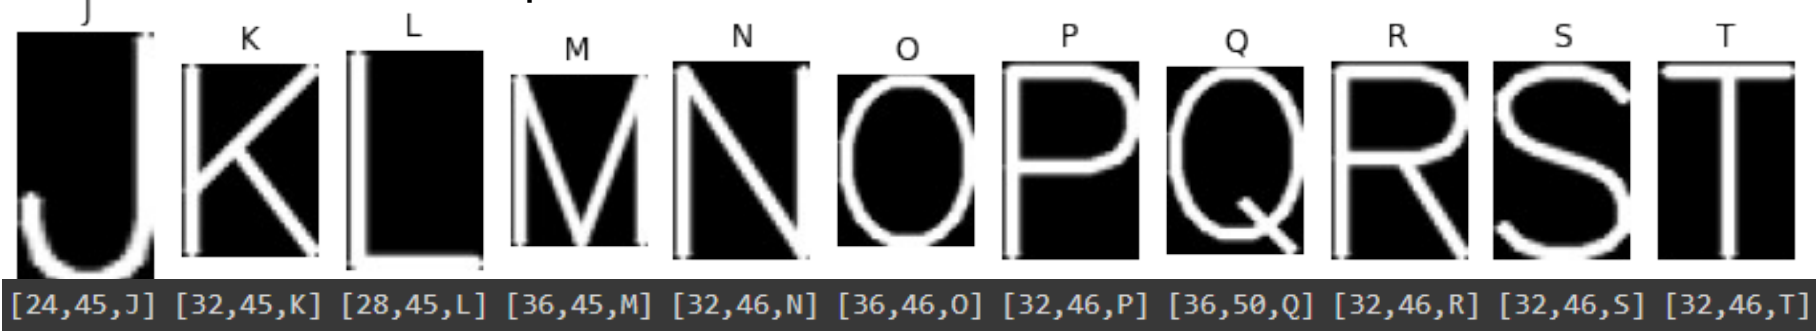 J K L M N O P Q R S T
J K L M N O P Q R S T
[24,45,J] [32,45,K] [28,45,L] [36,45,M] [32,46,N] [36,46,O] [32,46,P] [36,50,Q] [32,46,R] [32,46,S] [32,46,T]